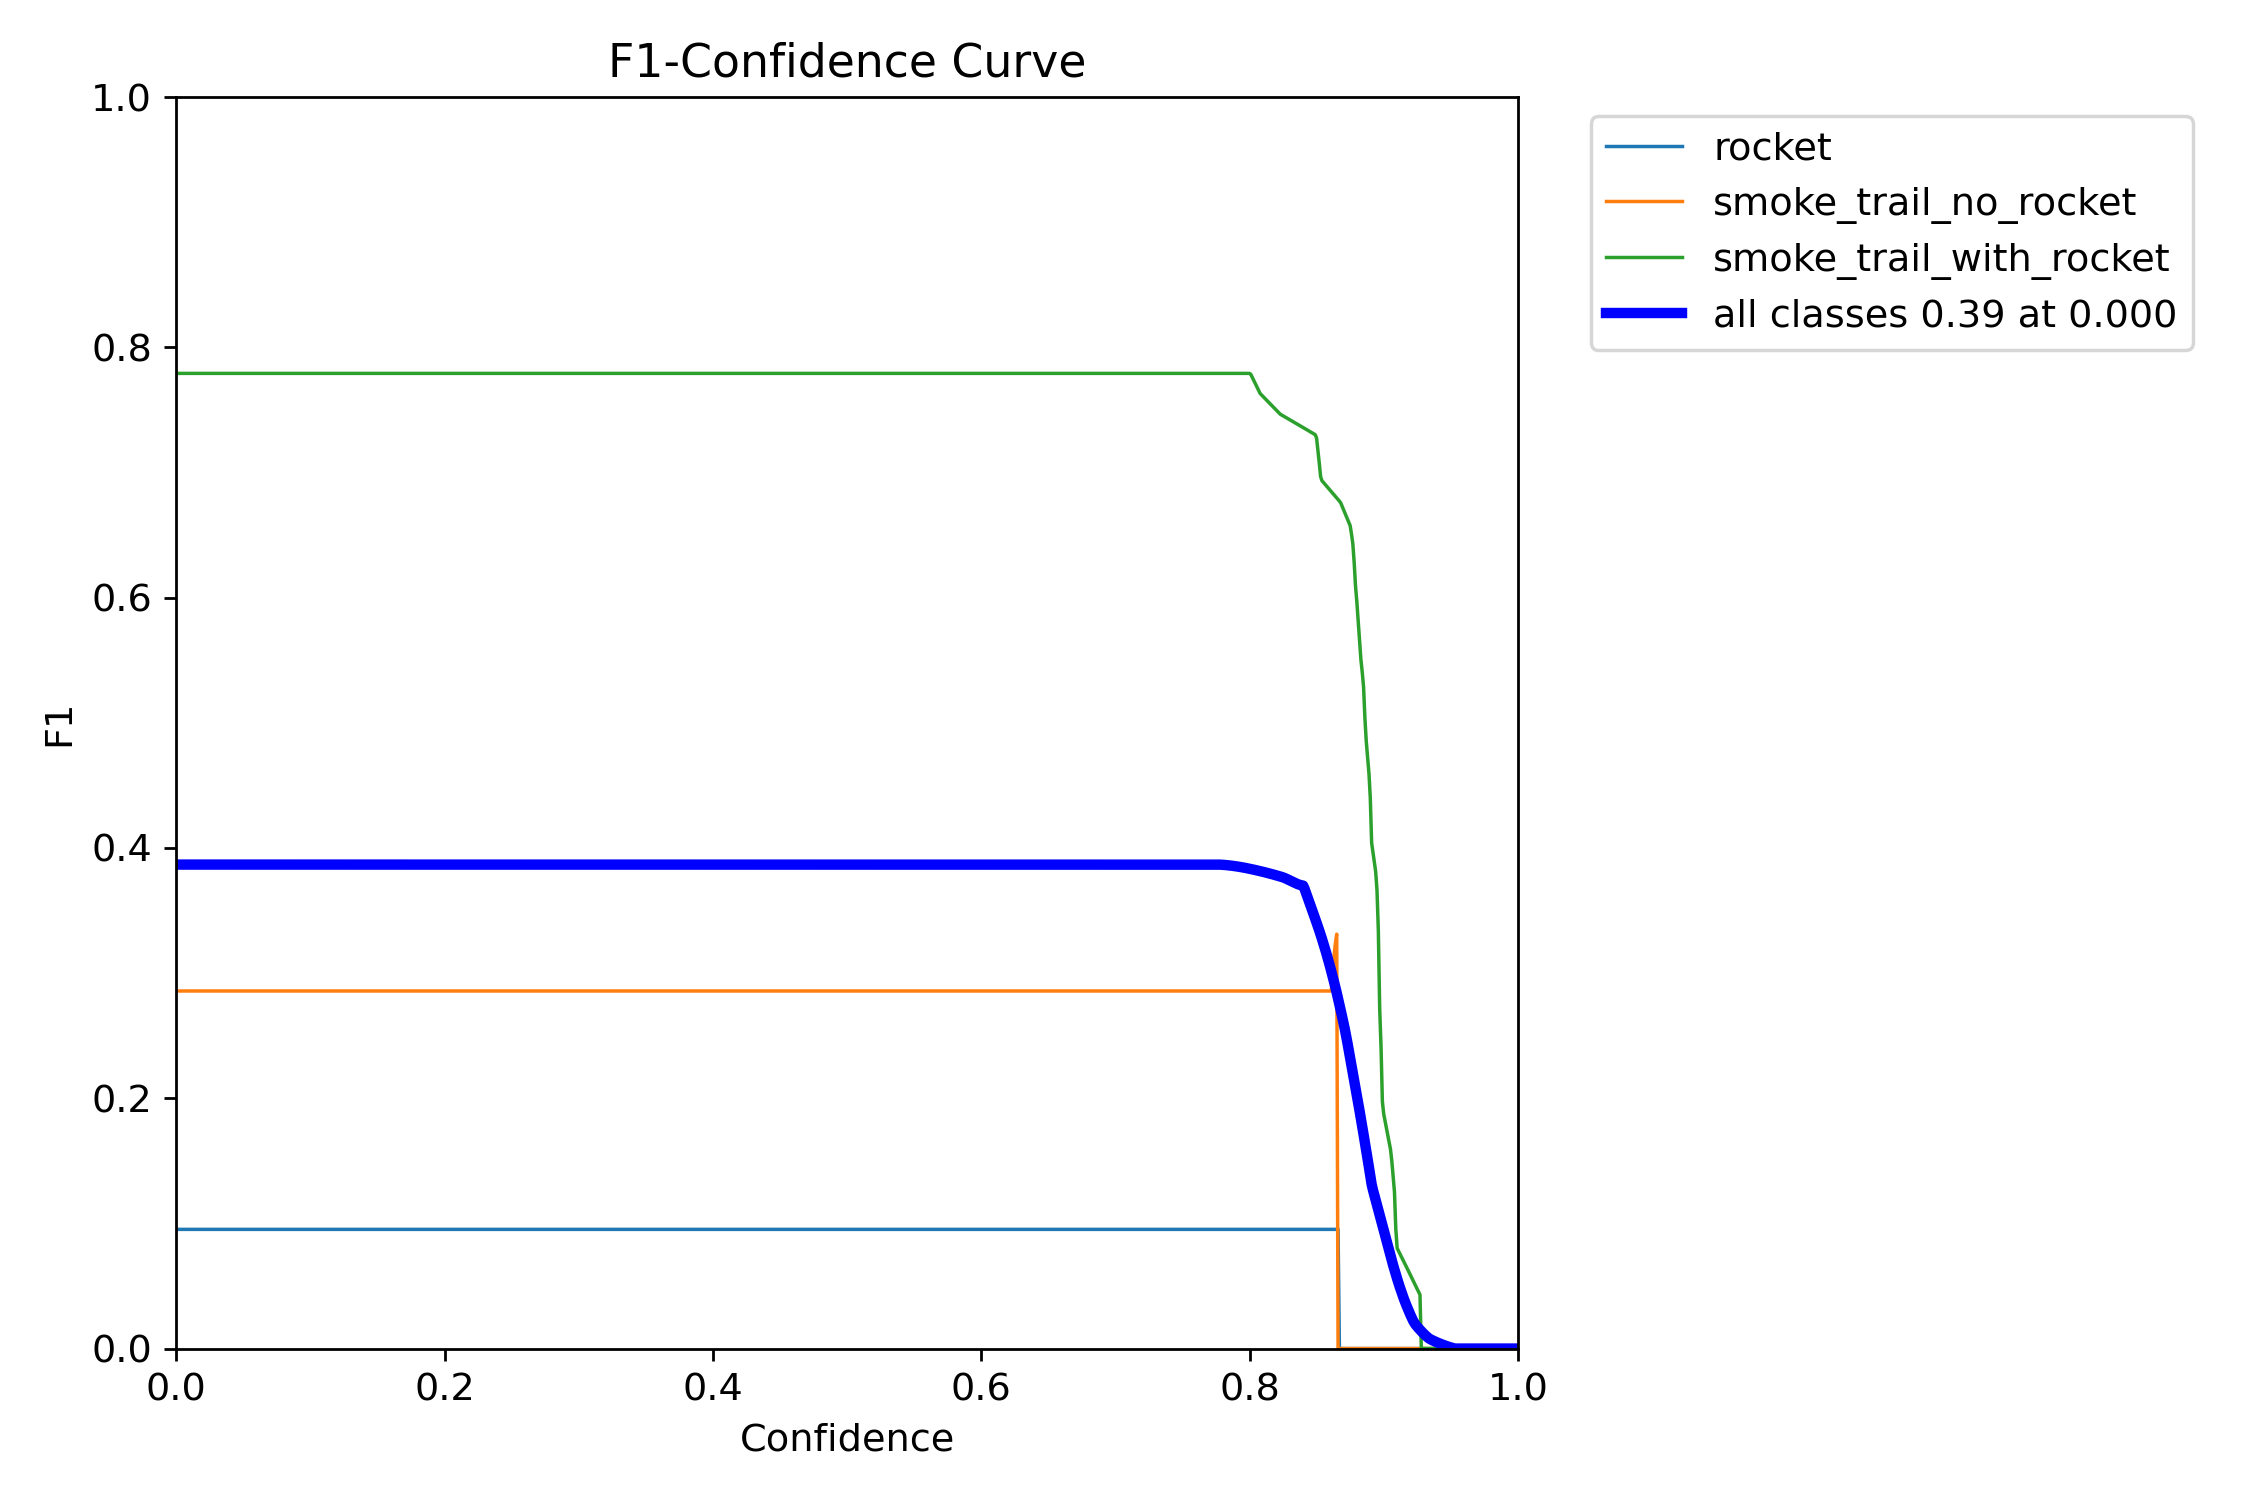 F1-Confidence Curve
1.0
0.8
0.6
0.4
0.2
0.0
F1
0.0 0.2 0.4 0.6 0.8 1.0
Confidence
rocket
smoke_trail_no_rocket
smoke_trail_with_rocket
all classes 0.39 at 0.000